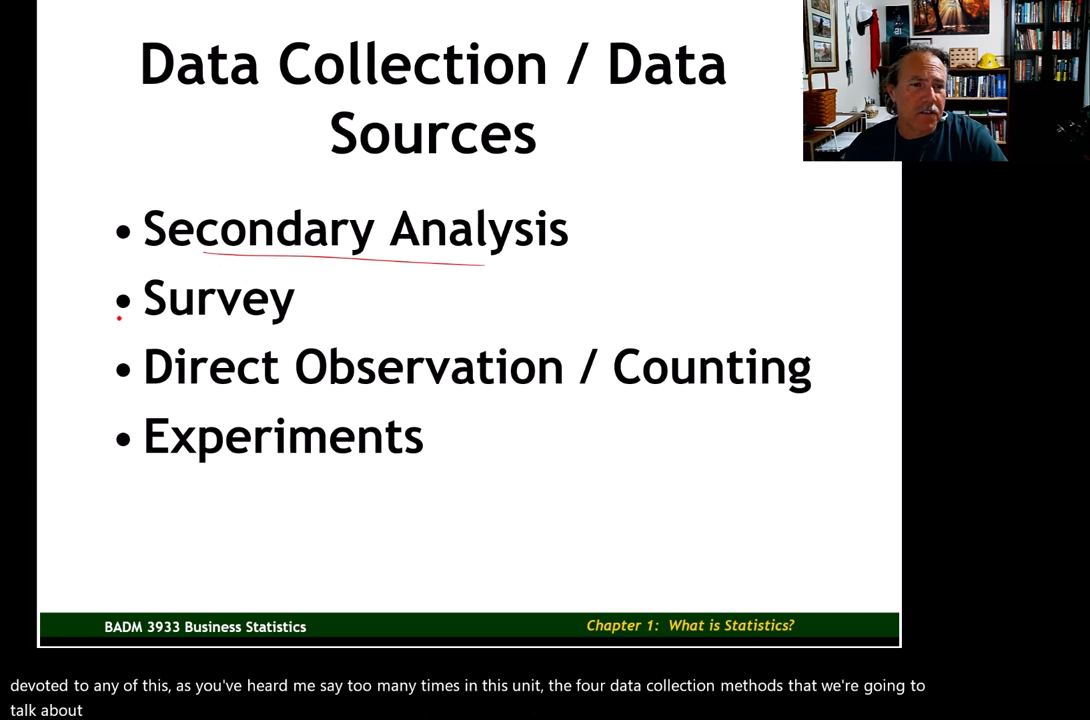 Data Collection / Data
Sources
• Secondary Analysis
• Survey
• Direct Observation / Counting
• Experiments
BADM 3933 Business Statistics
Chapter 1: What is Statistics?
devoted to any of this, as you've heard me say too many times in this unit, the four data collection methods that we're going to
talk about